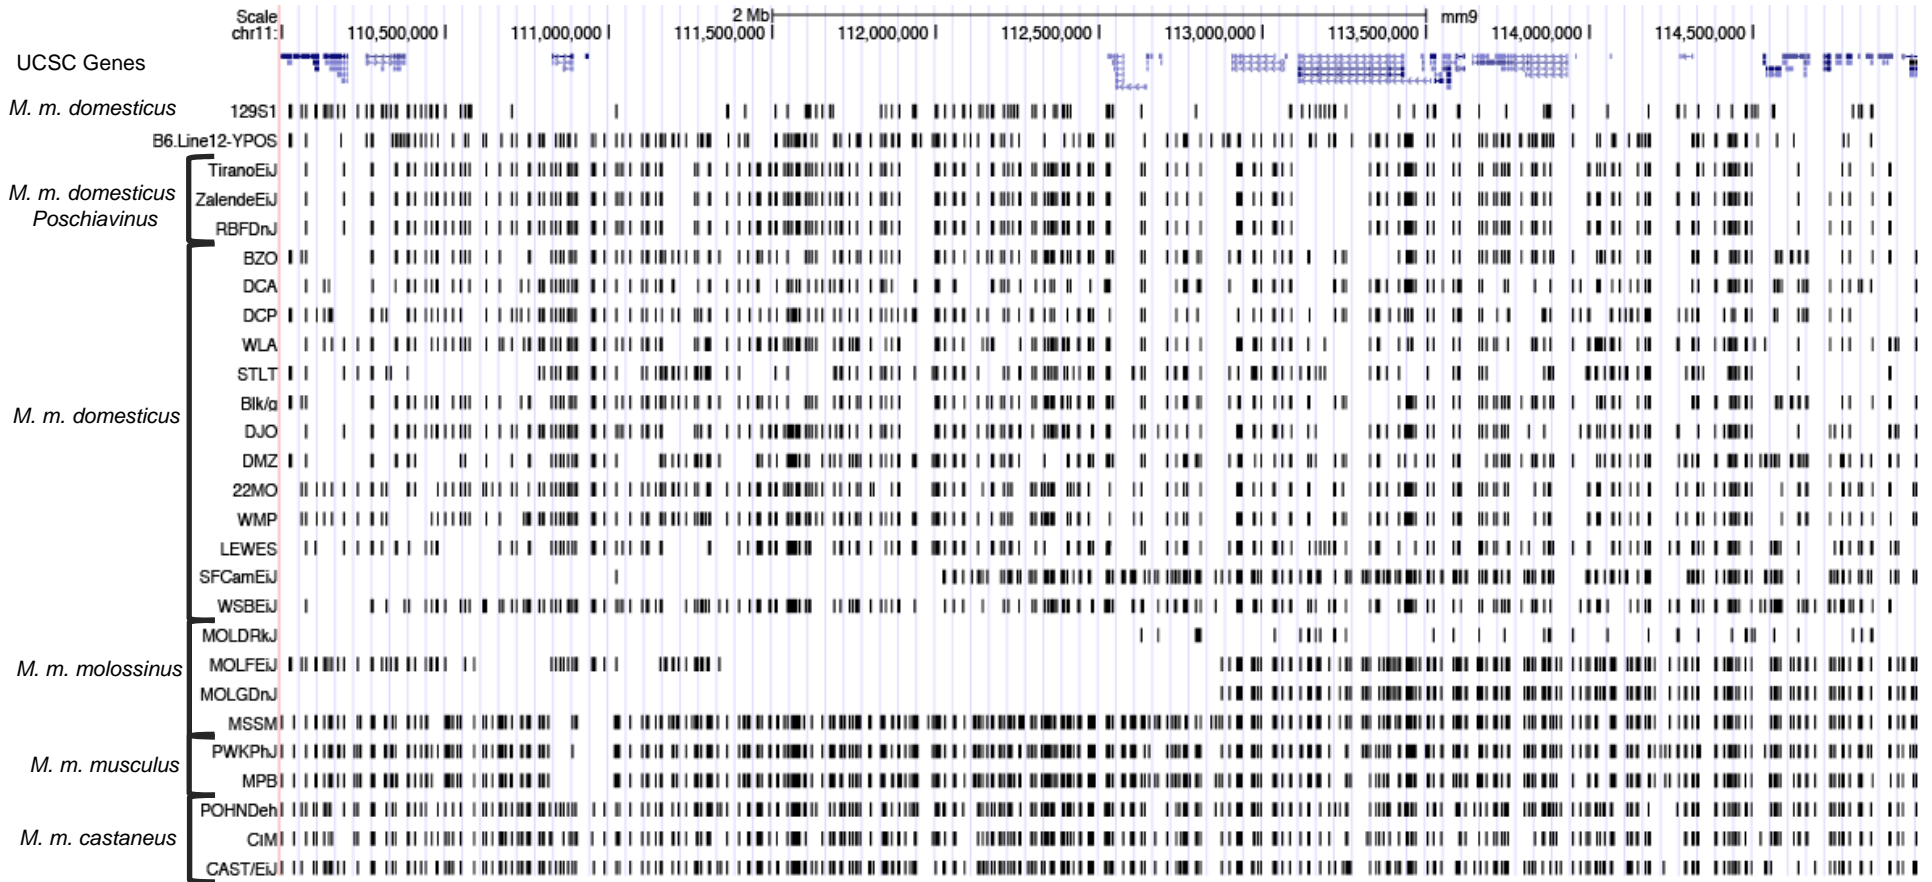 Scale 2 Mb mm9
chr11: 110,500,000 111,000,000 111,500,000 112,000,000 112,500,000 113,000,000 113,500,000 114,000,000 114,500,000
UCSC Genes
M. m. domesticus 129S1
B6.Line12-YPOS
M. m. domesticus
Poschiavinus
TiranoEiJ
ZalendeEiJ
RBFDnJ
M. m. domesticus
BZO
DCA
DCP
WLA
STLT
Blk/g
DJO
DMZ
22MO
WMP
LEWES
SFCamEiJ
WSBEiJ
M. m. molossinus
MOLDRkJ
MOLFEiJ
MOLGDnJ
MSSM
M. m. musculus
PWKPhJ
MPB
M. m. castaneus
POHNDeh
CIM
CAST/EiJ